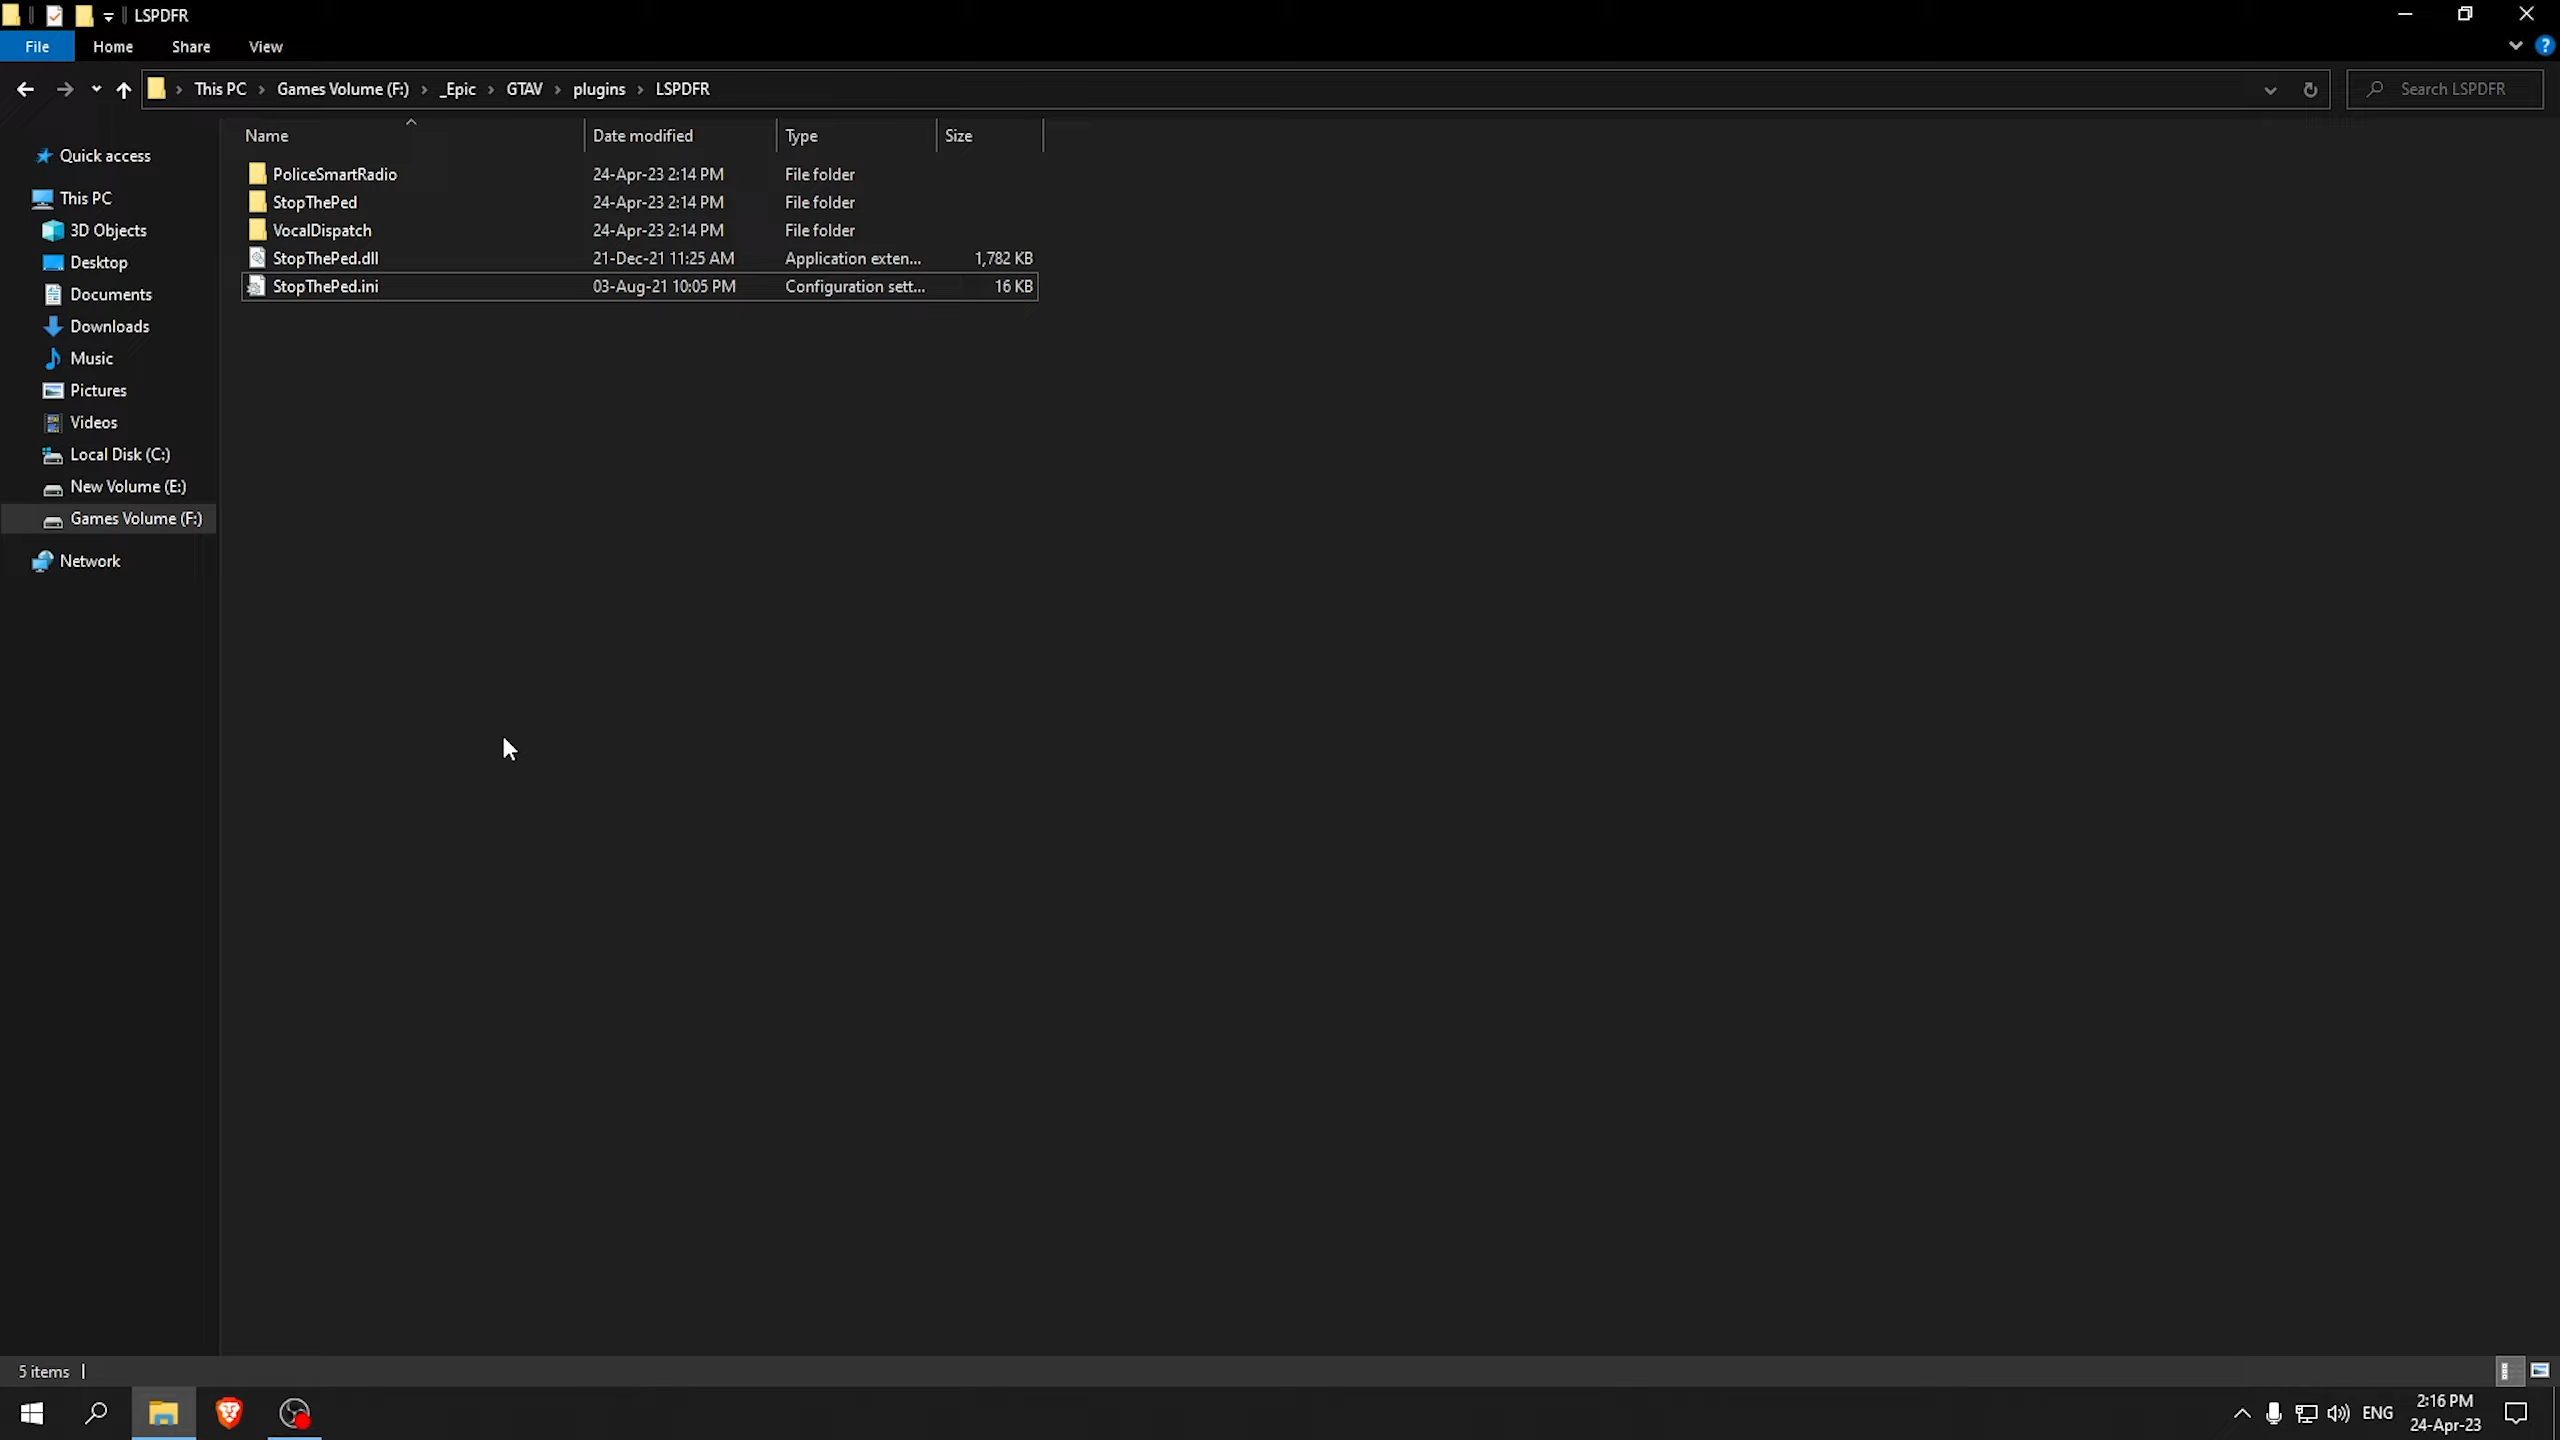 LSPDFR
File Home Share View
This PC Games Volume (F:) _Epic GTAV plugins LSPDFR
Search LSPDFR
Name Date modified Type Size
Quick access
This PC
3D Objects
Desktop
Documents
Downloads
Music
Pictures
Videos
Local Disk (C:)
New Volume (E:)
Games Volume (F:)
Network
PoliceSmartRadio 24-Apr-23 2:14 PM File folder
StopThePed 24-Apr-23 2:14 PM File folder
VocalDispatch 24-Apr-23 2:14 PM File folder
StopThePed.dll 21-Dec-21 11:25 AM Application exten... 1,782 KB
StopThePed.ini 03-Aug-21 10:05 PM Configuration sett... 16 KB
5 items
ENG
2:16 PM
24-Apr-23